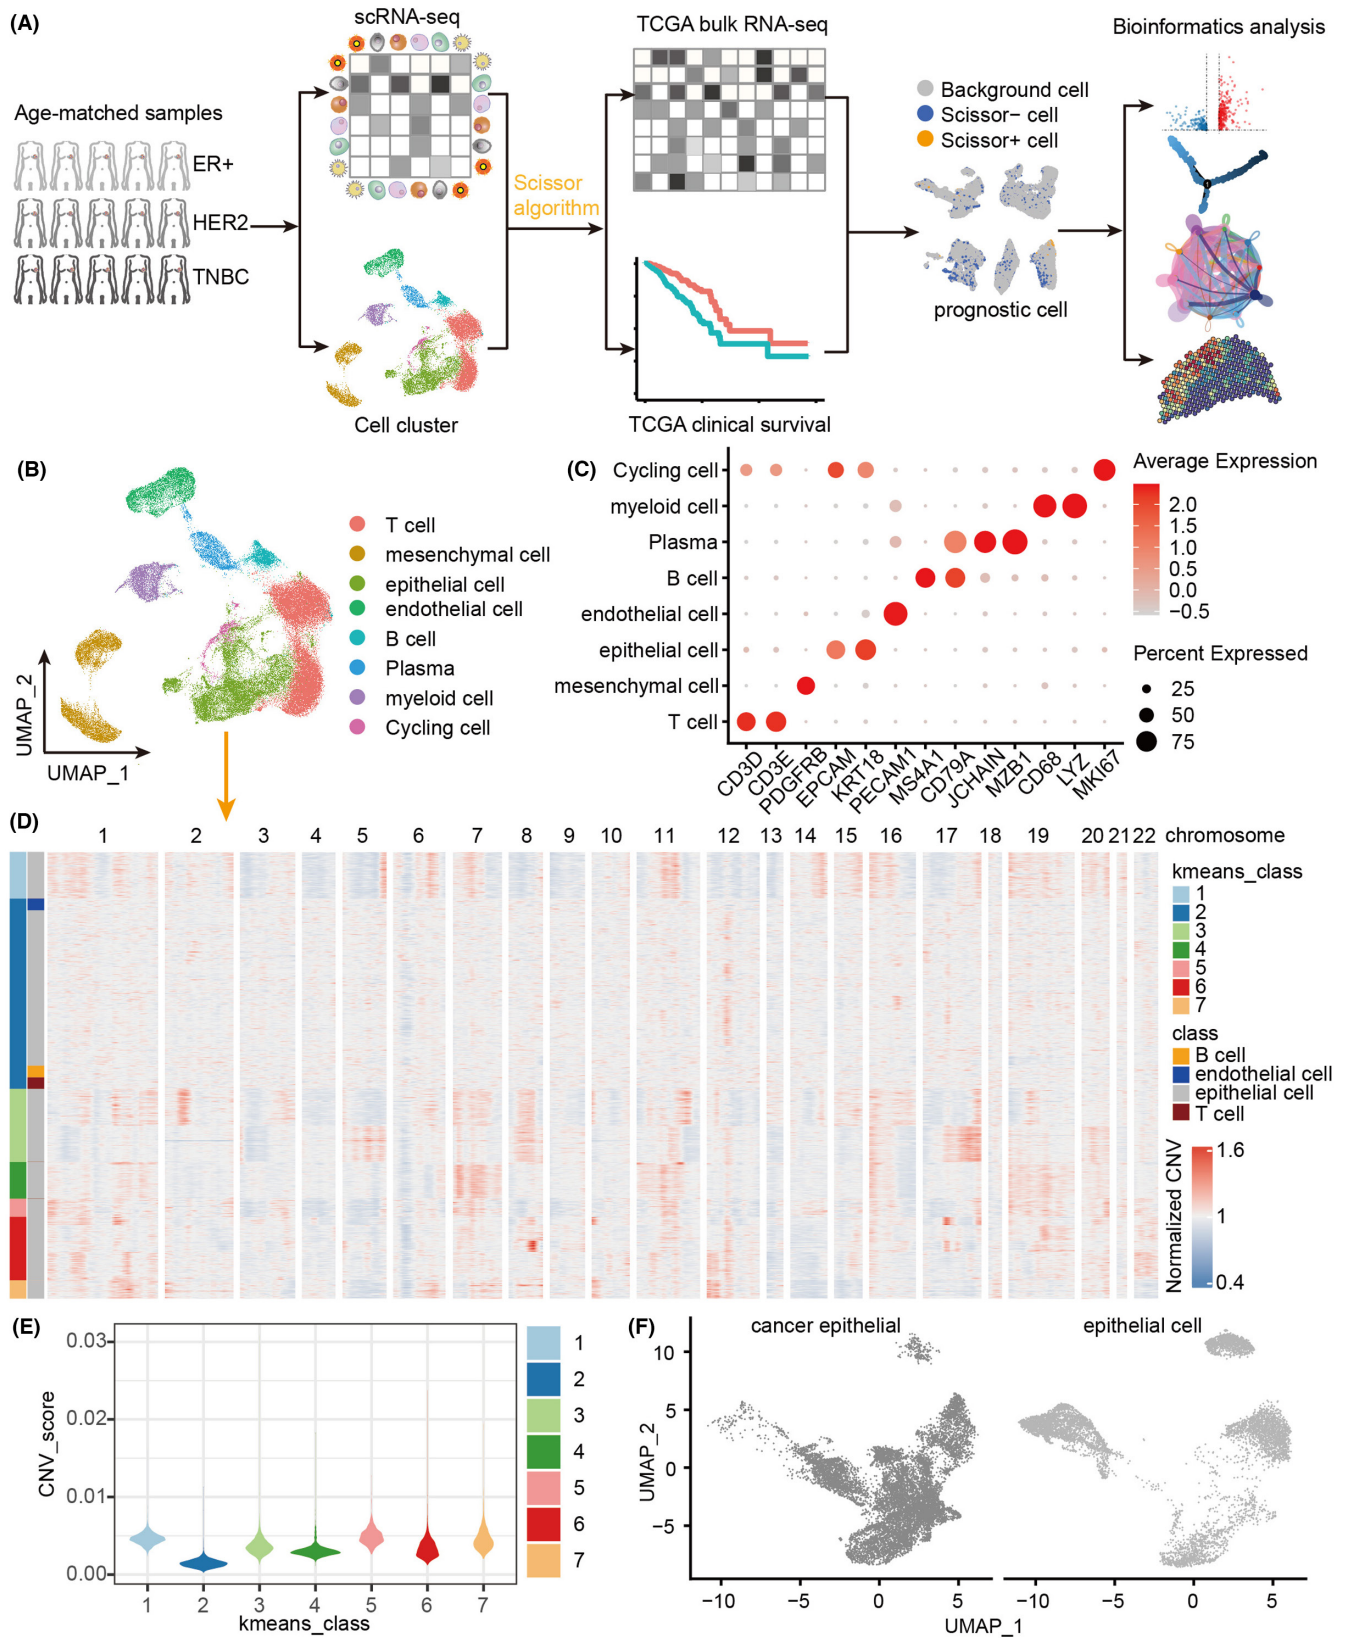 (A)
scRNA-seq
TCGA bulk RNA-seq
Bioinformatics analysis
Age-matched samples
ER+
HER2
TNBC
Scissor
algorithm
Background cell
Scissor− cell
Scissor+ cell
prognostic cell
Cell cluster
TCGA clinical survival
(B)
T cell
mesenchymal cell
epithelial cell
endothelial cell
B cell
Plasma
myeloid cell
Cycling cell
UMAP_2
UMAP_1
(C)
Cycling cell
myeloid cell
Plasma
B cell
endothelial cell
epithelial cell
mesenchymal cell
T cell
CD3D
CD3E
PDGFRB
EPCAM
KRT18
PECAM1
MS4A1
CD79A
JCHAIN
MZB1
CD68
LYZ
MKI67
Average Expression
2.0
1.5
1.0
0.5
0.0
−0.5
Percent Expressed
25
50
75
(D)
1 2 3 4 5 6 7 8 9 10 11 12 13 14 15 16 17 18 19 20 21 22 chromosome
kmeans_class
1
2
3
4
5
6
7
class
B cell
endothelial cell
epithelial cell
T cell
Normalized CNV
1.6
1
0.4
(E)
CNV_score
0.03
0.02
0.01
0.00
1 2 3 4 5 6 7
kmeans_class
1
2
3
4
5
6
7
(F)
cancer epithelial
epithelial cell
UMAP_2
10
5
0
−5
−10 −5 0 5
−10 −5 0 5
UMAP_1